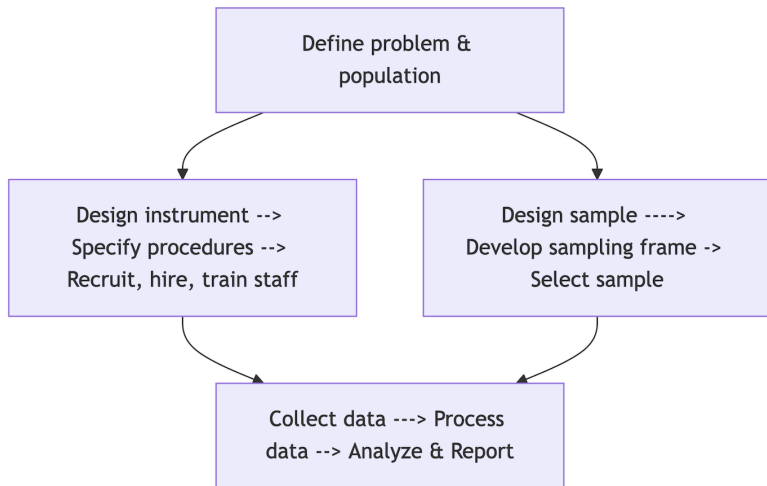 Define problem &
population
Design instrument -->
Specify procedures -->
Recruit, hire, train staff
Design sample ---->
Develop sampling frame ->
Select sample
Collect data ---> Process
data --> Analyze & Report